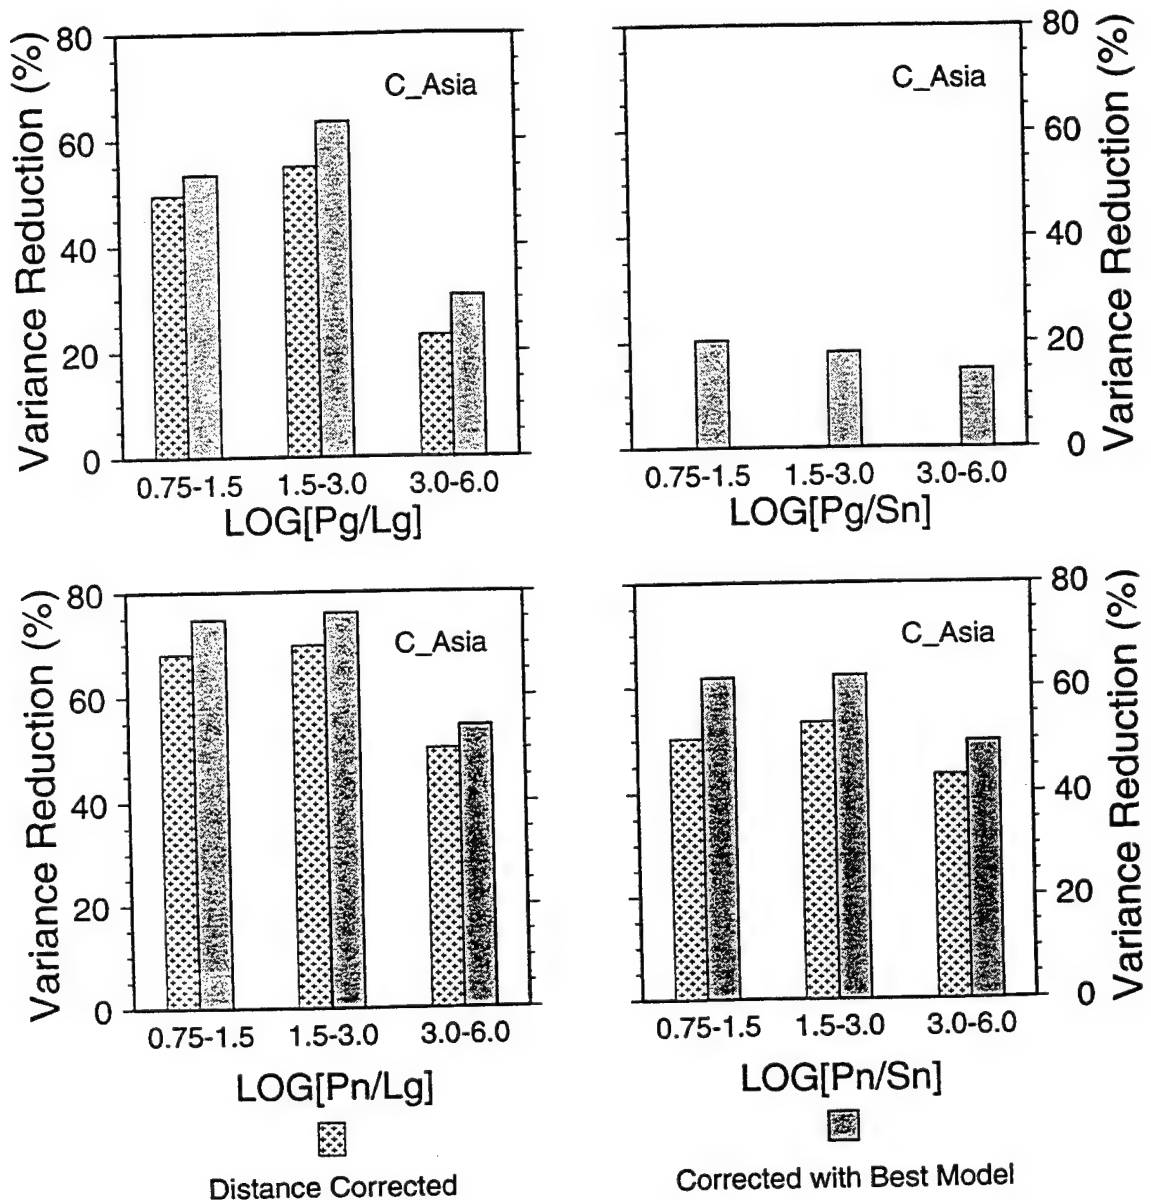 Variance Reduction (%)
80
60
40
20
0
C_Asia
0.75-1.5 1.5-3.0 3.0-6.0
LOG[Pg/Lg]
C_Asia
80
60
40
20
0
Variance Reduction (%)
0.75-1.5 1.5-3.0 3.0-6.0
LOG[Pg/Sn]
Variance Reduction (%)
80
60
40
20
0
C_Asia
0.75-1.5 1.5-3.0 3.0-6.0
LOG[Pn/Lg]
C_Asia
80
60
40
20
0
Variance Reduction (%)
0.75-1.5 1.5-3.0 3.0-6.0
LOG[Pn/Sn]
Distance Corrected
Corrected with Best Model